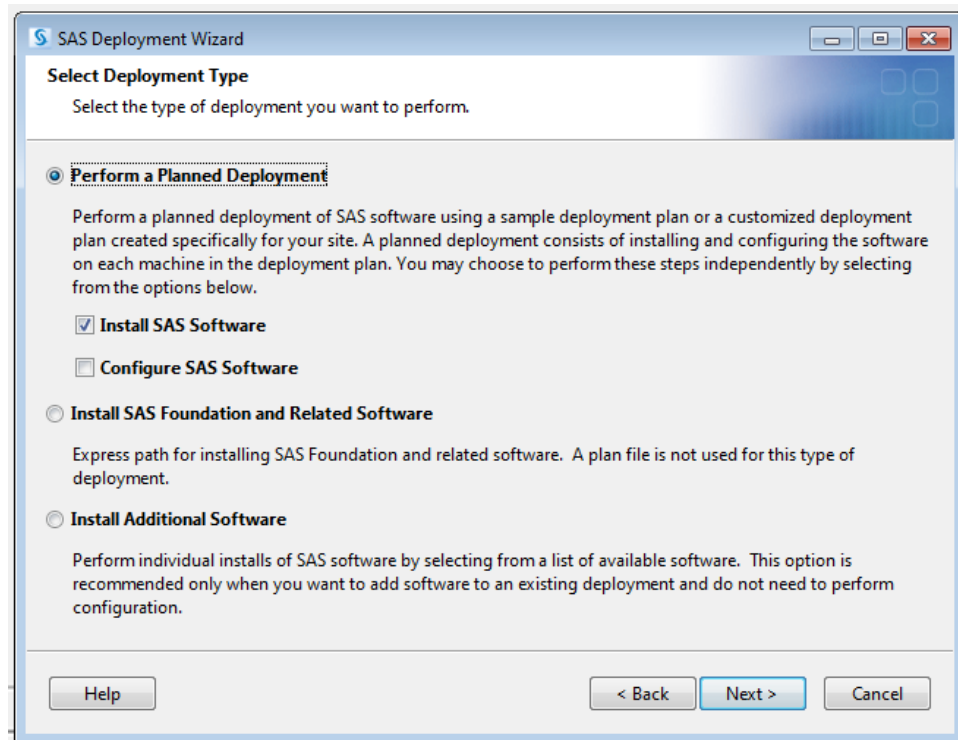 SAS Deployment Wizard
Select Deployment Type
Select the type of deployment you want to perform.
Perform a Planned Deployment
Perform a planned deployment of SAS software using a sample deployment plan or a customized deployment
plan created specifically for your site. A planned deployment consists of installing and configuring the software
on each machine in the deployment plan. You may choose to perform these steps independently by selecting
from the options below.
Install SAS Software
Configure SAS Software
Install SAS Foundation and Related Software
Express path for installing SAS Foundation and related software. A plan file is not used for this type of
deployment.
Install Additional Software
Perform individual installs of SAS software by selecting from a list of available software. This option is
recommended only when you want to add software to an existing deployment and do not need to perform
configuration.
Help
< Back
Next >
Cancel